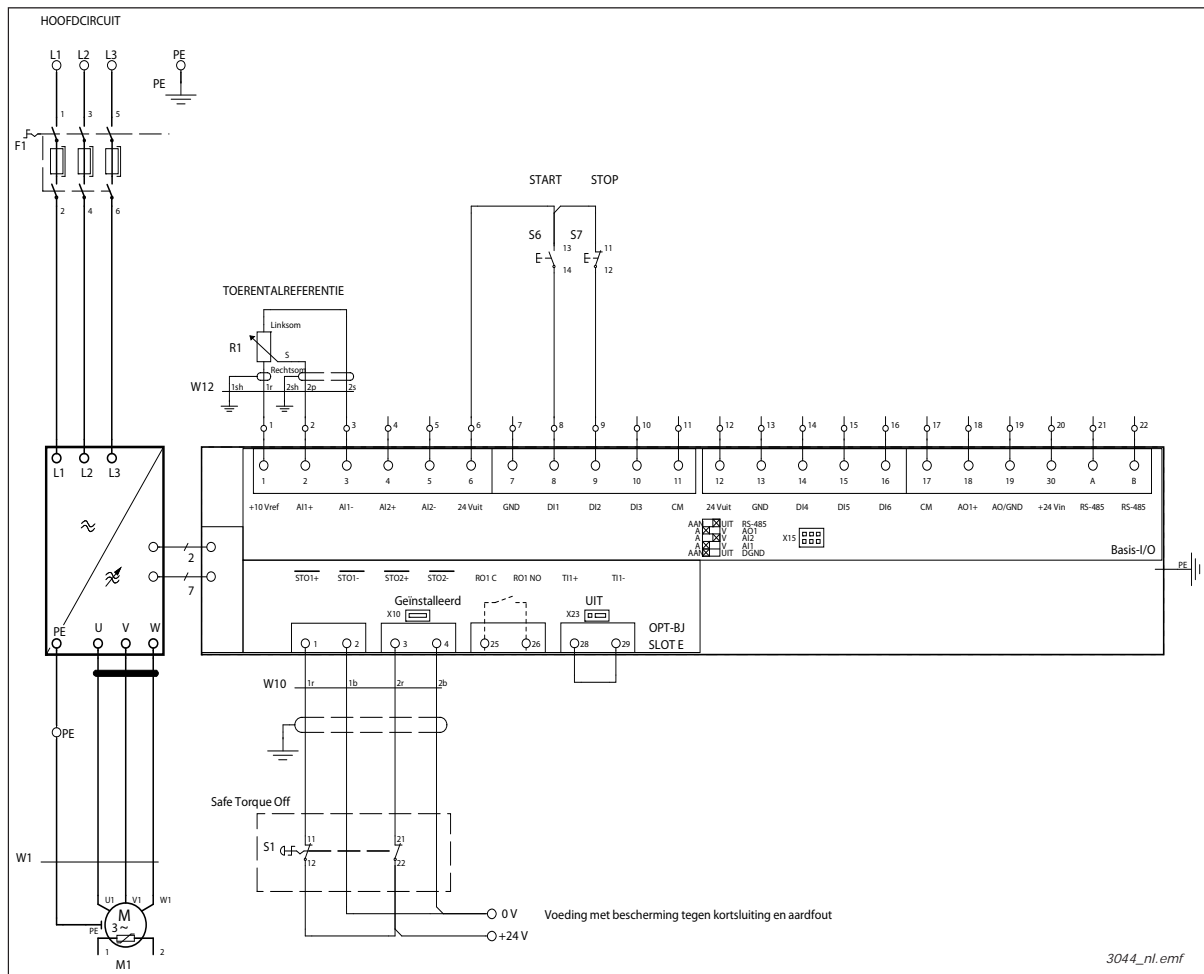 HOOFDCIRCUIT
L1 L2 L3 PE
PE
1 3 5
F1
2 4 6
START STOP
S6 S7
13 11
14 12
TOERENTALREFERENTIE
Linksom
R1 S
Rechtsom
W12 1sh 1r 2sh 2p 2s
1 2 3 4 5 6 7 8 9 10 11 12 13 14 15 16 17 18 19 20 21 22
L1 L2 L3
1 2 3 4 5 6 7 8 9 10 11 12 13 14 15 16 17 18 19 30 A B
+10 Vref AI1+ AI1- AI2+ AI2- 24 Vuit GND DI1 DI2 DI3 CM 24 Vuit GND DI4 DI5 DI6 CM AO1+ AO/GND +24 Vin RS-485 RS-485
AAN UIT RS-485
A V AO1
A V AI2
A V AI1
AAN UIT DGND
X15
Basis-I/O
2
7
PE
STO1+ STO1- STO2+ STO2- RO1 C RO1 NO TI1+ TI1-
Geïnstalleerd UIT
X10 X23
OPT-BJ
SLOT E
PE U V W
1 2 3 4 25 26 28 29
W10 1r 1b 2r 2b
PE
Safe Torque Off
S1
11 21
12 22
W1
U1 V1 W1
M
3 ~
PE
1 2
M1
0 V Voeding met bescherming tegen kortsluiting en aardfout
+24 V
3044_nl.emf